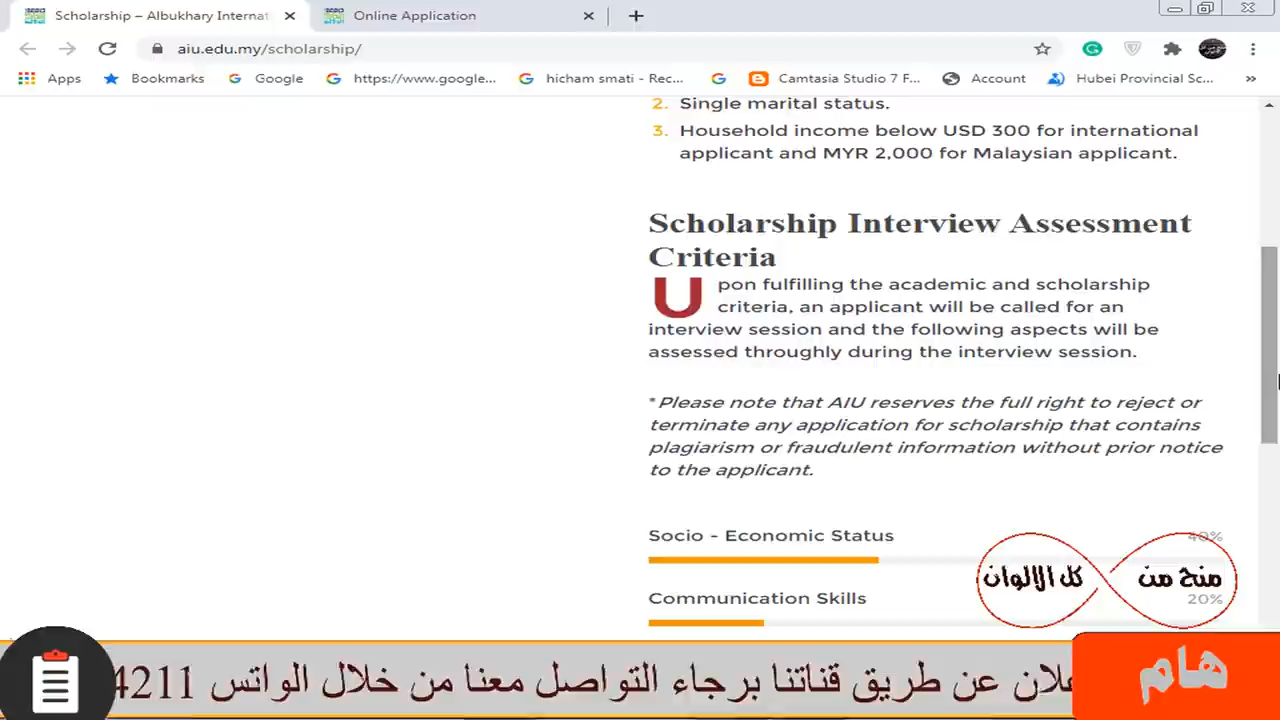 Scholarship – Albukhary Internat
Online Application
aiu.edu.my/scholarship/
Apps
Bookmarks
Google
https://www.google...
hicham smati - Rec...
Camtasia Studio 7 F...
Account
Hubei Provincial Sc...
»
2. Single marital status.
3. Household income below USD 300 for international
applicant and MYR 2,000 for Malaysian applicant.
Scholarship Interview Assessment
Criteria
Upon fulfilling the academic and scholarship
criteria, an applicant will be called for an
interview session and the following aspects will be
assessed throughly during the interview session.
*Please note that AIU reserves the full right to reject or
terminate any application for scholarship that contains
plagiarism or fraudulent information without prior notice
to the applicant.
Socio - Economic Status 40%
منح من كل الالوان
Communication Skills 20%
هام
علان عن طريق قناتنا برجاء التواصل معنا من خلال الواتس 4211